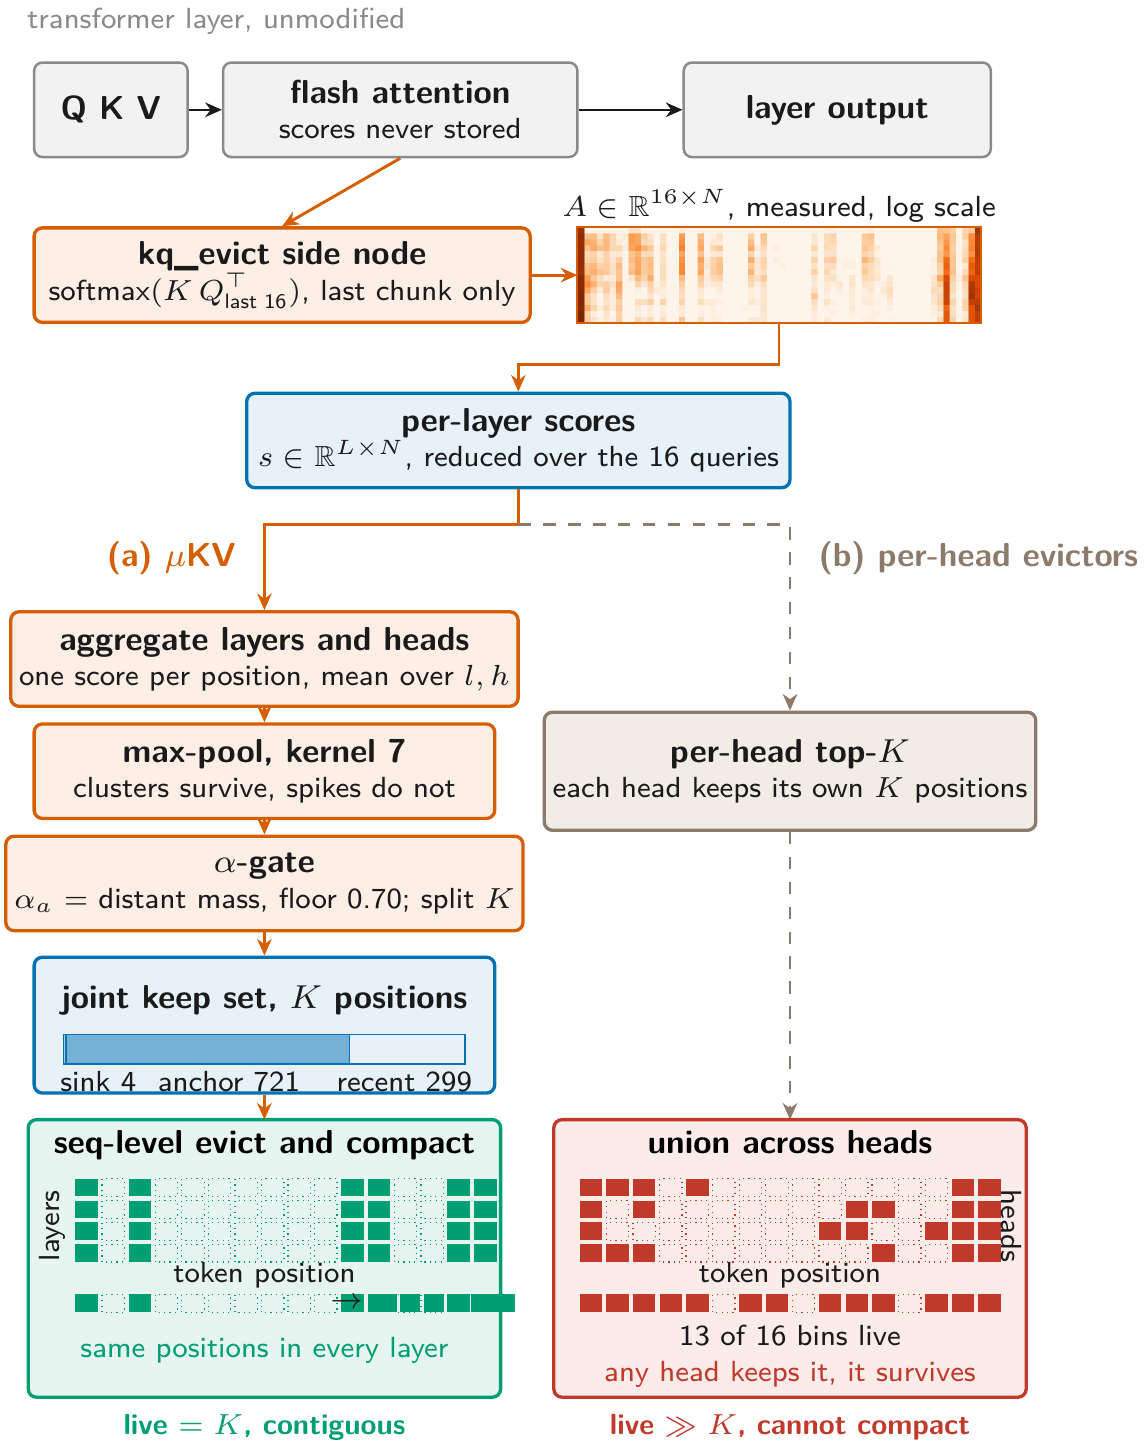 transformer layer, unmodified
Q K V
flash attention
scores never stored
layer output
A ∈ ℝ^{16×N}, measured, log scale
kq_evict side node
softmax(K Q^⊤_{last 16}), last chunk only
per-layer scores
s ∈ ℝ^{L×N}, reduced over the 16 queries
(a) μKV
(b) per-head evictors
aggregate layers and heads
one score per position, mean over l, h
max-pool, kernel 7
clusters survive, spikes do not
per-head top-K
each head keeps its own K positions
α-gate
α_a = distant mass, floor 0.70; split K
joint keep set, K positions
sink 4 anchor 721 recent 299
seq-level evict and compact
layers
token position
→
same positions in every layer
live = K, contiguous
union across heads
heads
token position
13 of 16 bins live
any head keeps it, it survives
live ≫ K, cannot compact